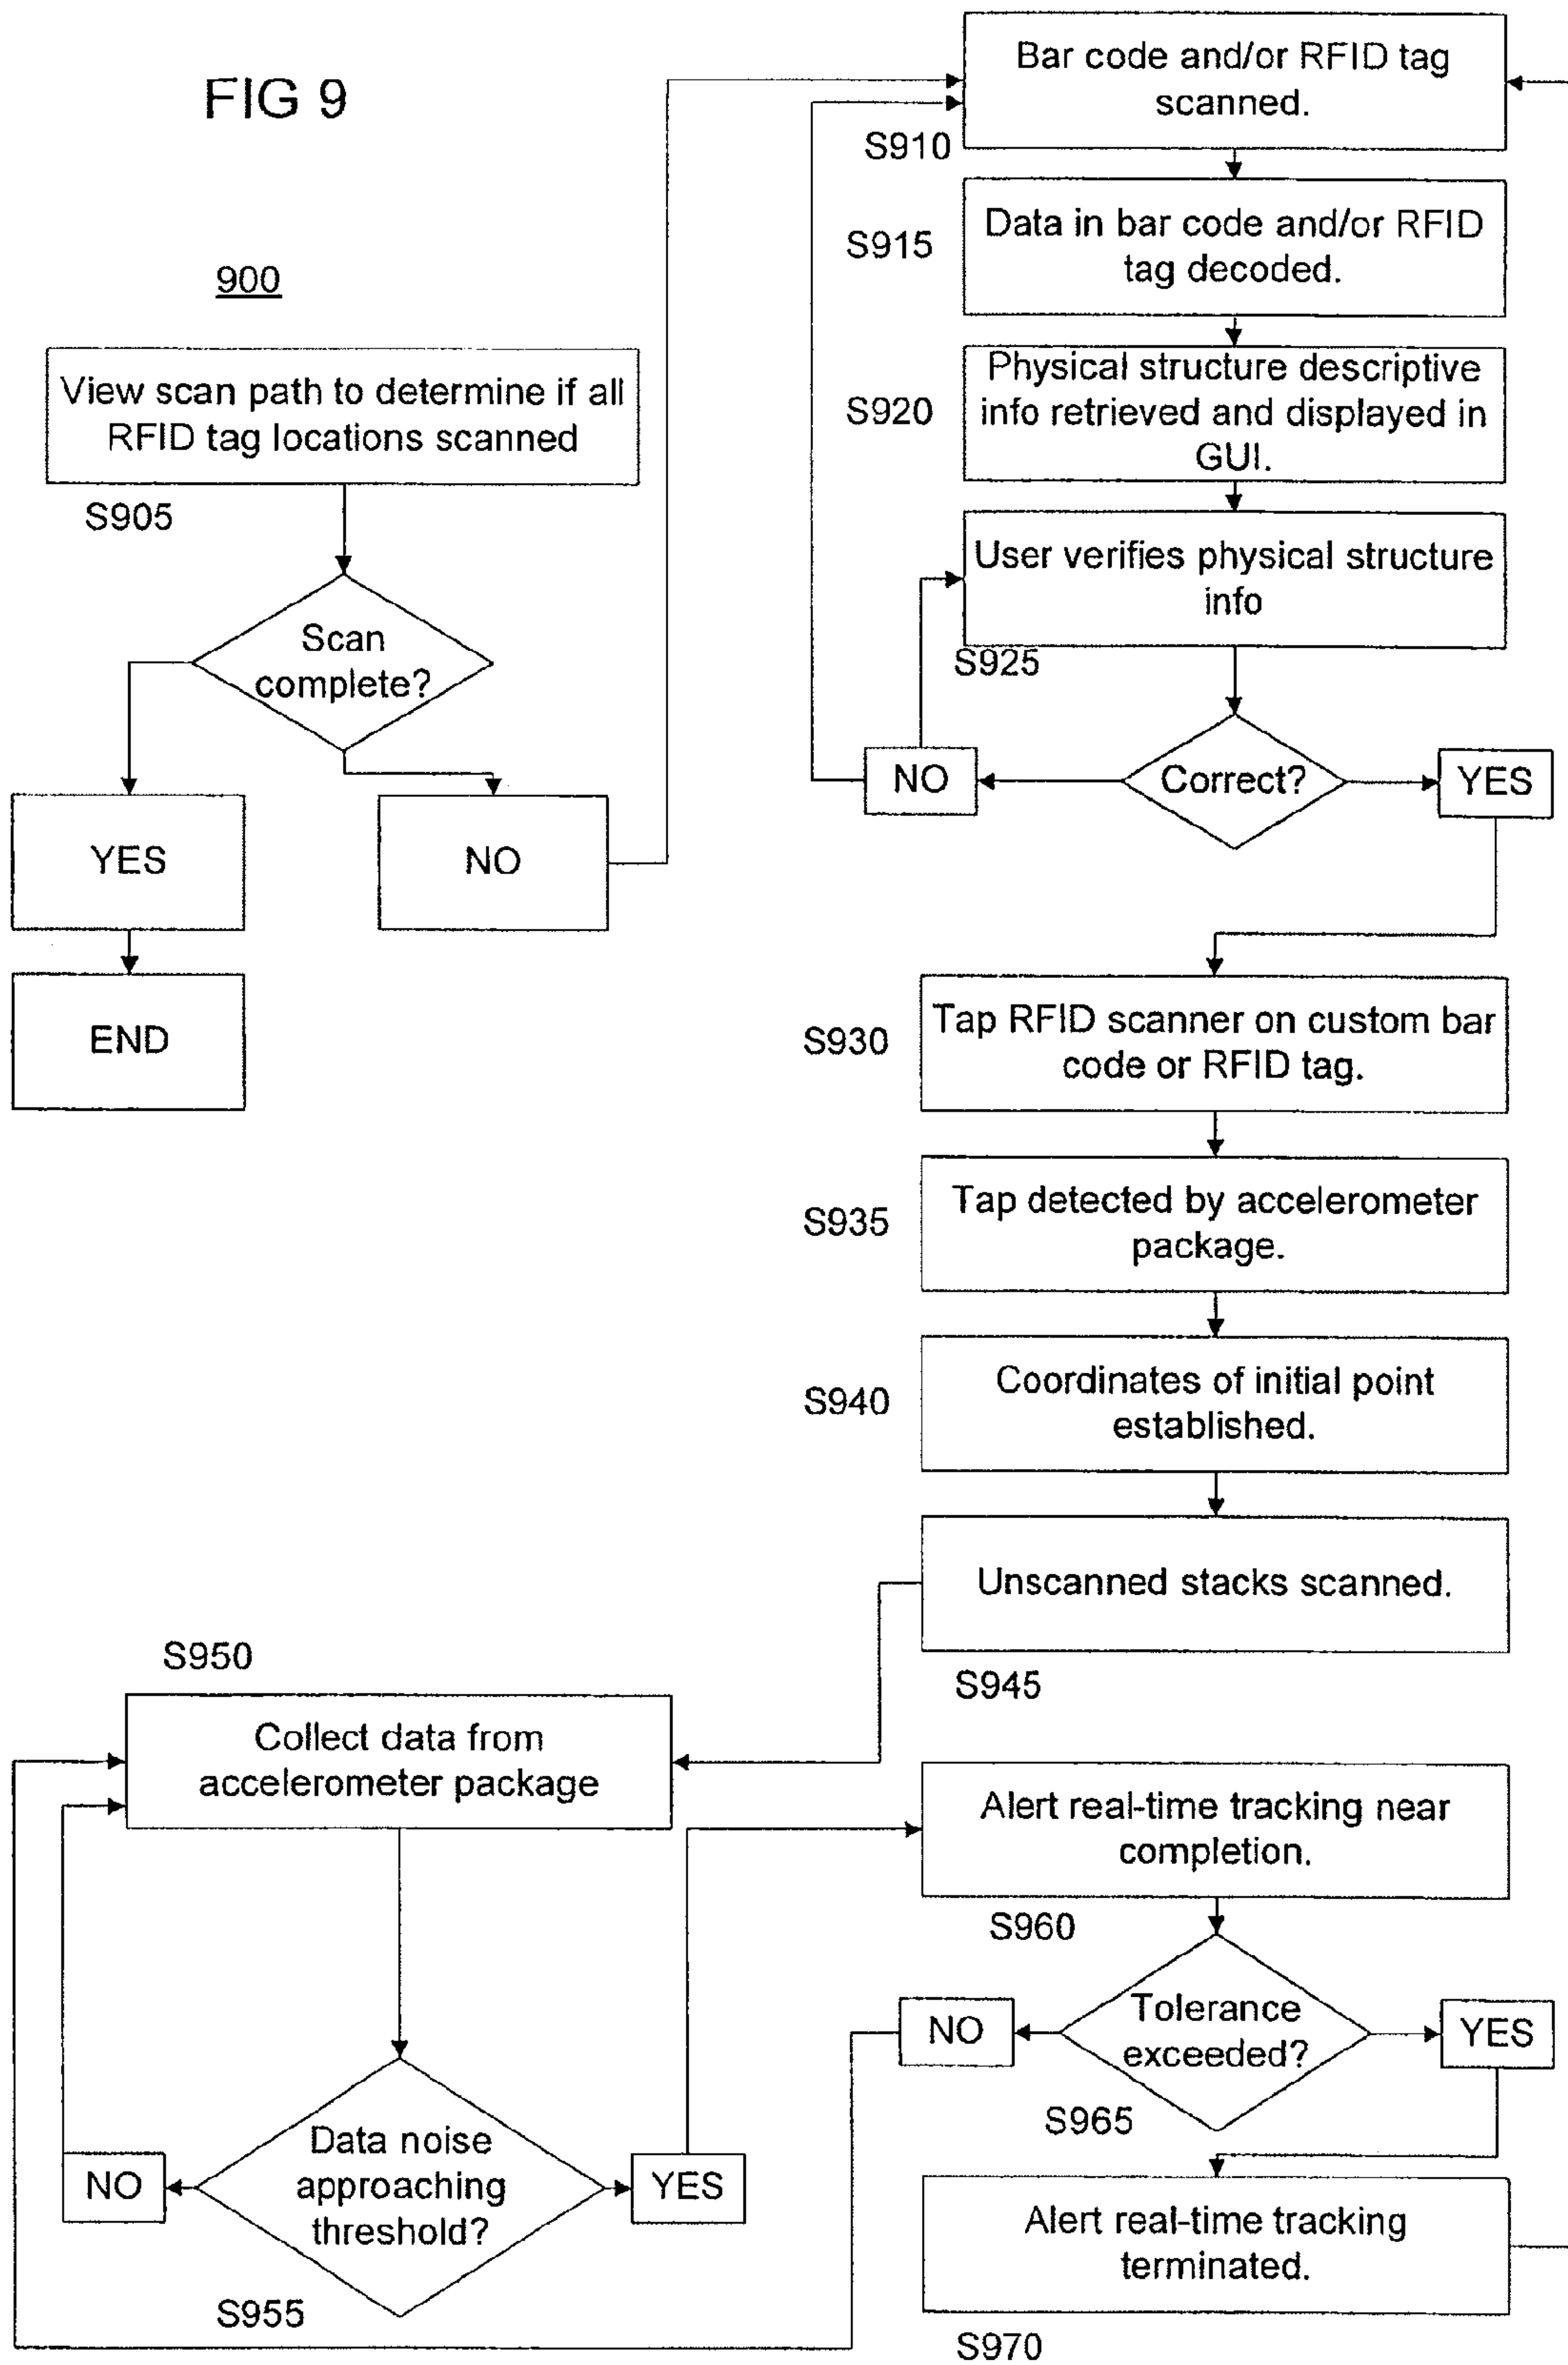 FIG 9
900
View scan path to determine if all
RFID tag locations scanned
S905
Scan
complete?
YES
NO
END
Bar code and/or RFID tag
scanned.
S910
Data in bar code and/or RFID
tag decoded.
S915
Physical structure descriptive
info retrieved and displayed in
GUI.
S920
User verifies physical structure
info
S925
Correct?
NO
YES
Tap RFID scanner on custom bar
code or RFID tag.
S930
Tap detected by accelerometer
package.
S935
Coordinates of initial point
established.
S940
Unscanned stacks scanned.
S945
S950
Collect data from
accelerometer package
Data noise
approaching
threshold?
NO
YES
S955
Alert real-time tracking near
completion.
S960
Tolerance
exceeded?
NO
YES
S965
Alert real-time tracking
terminated.
S970